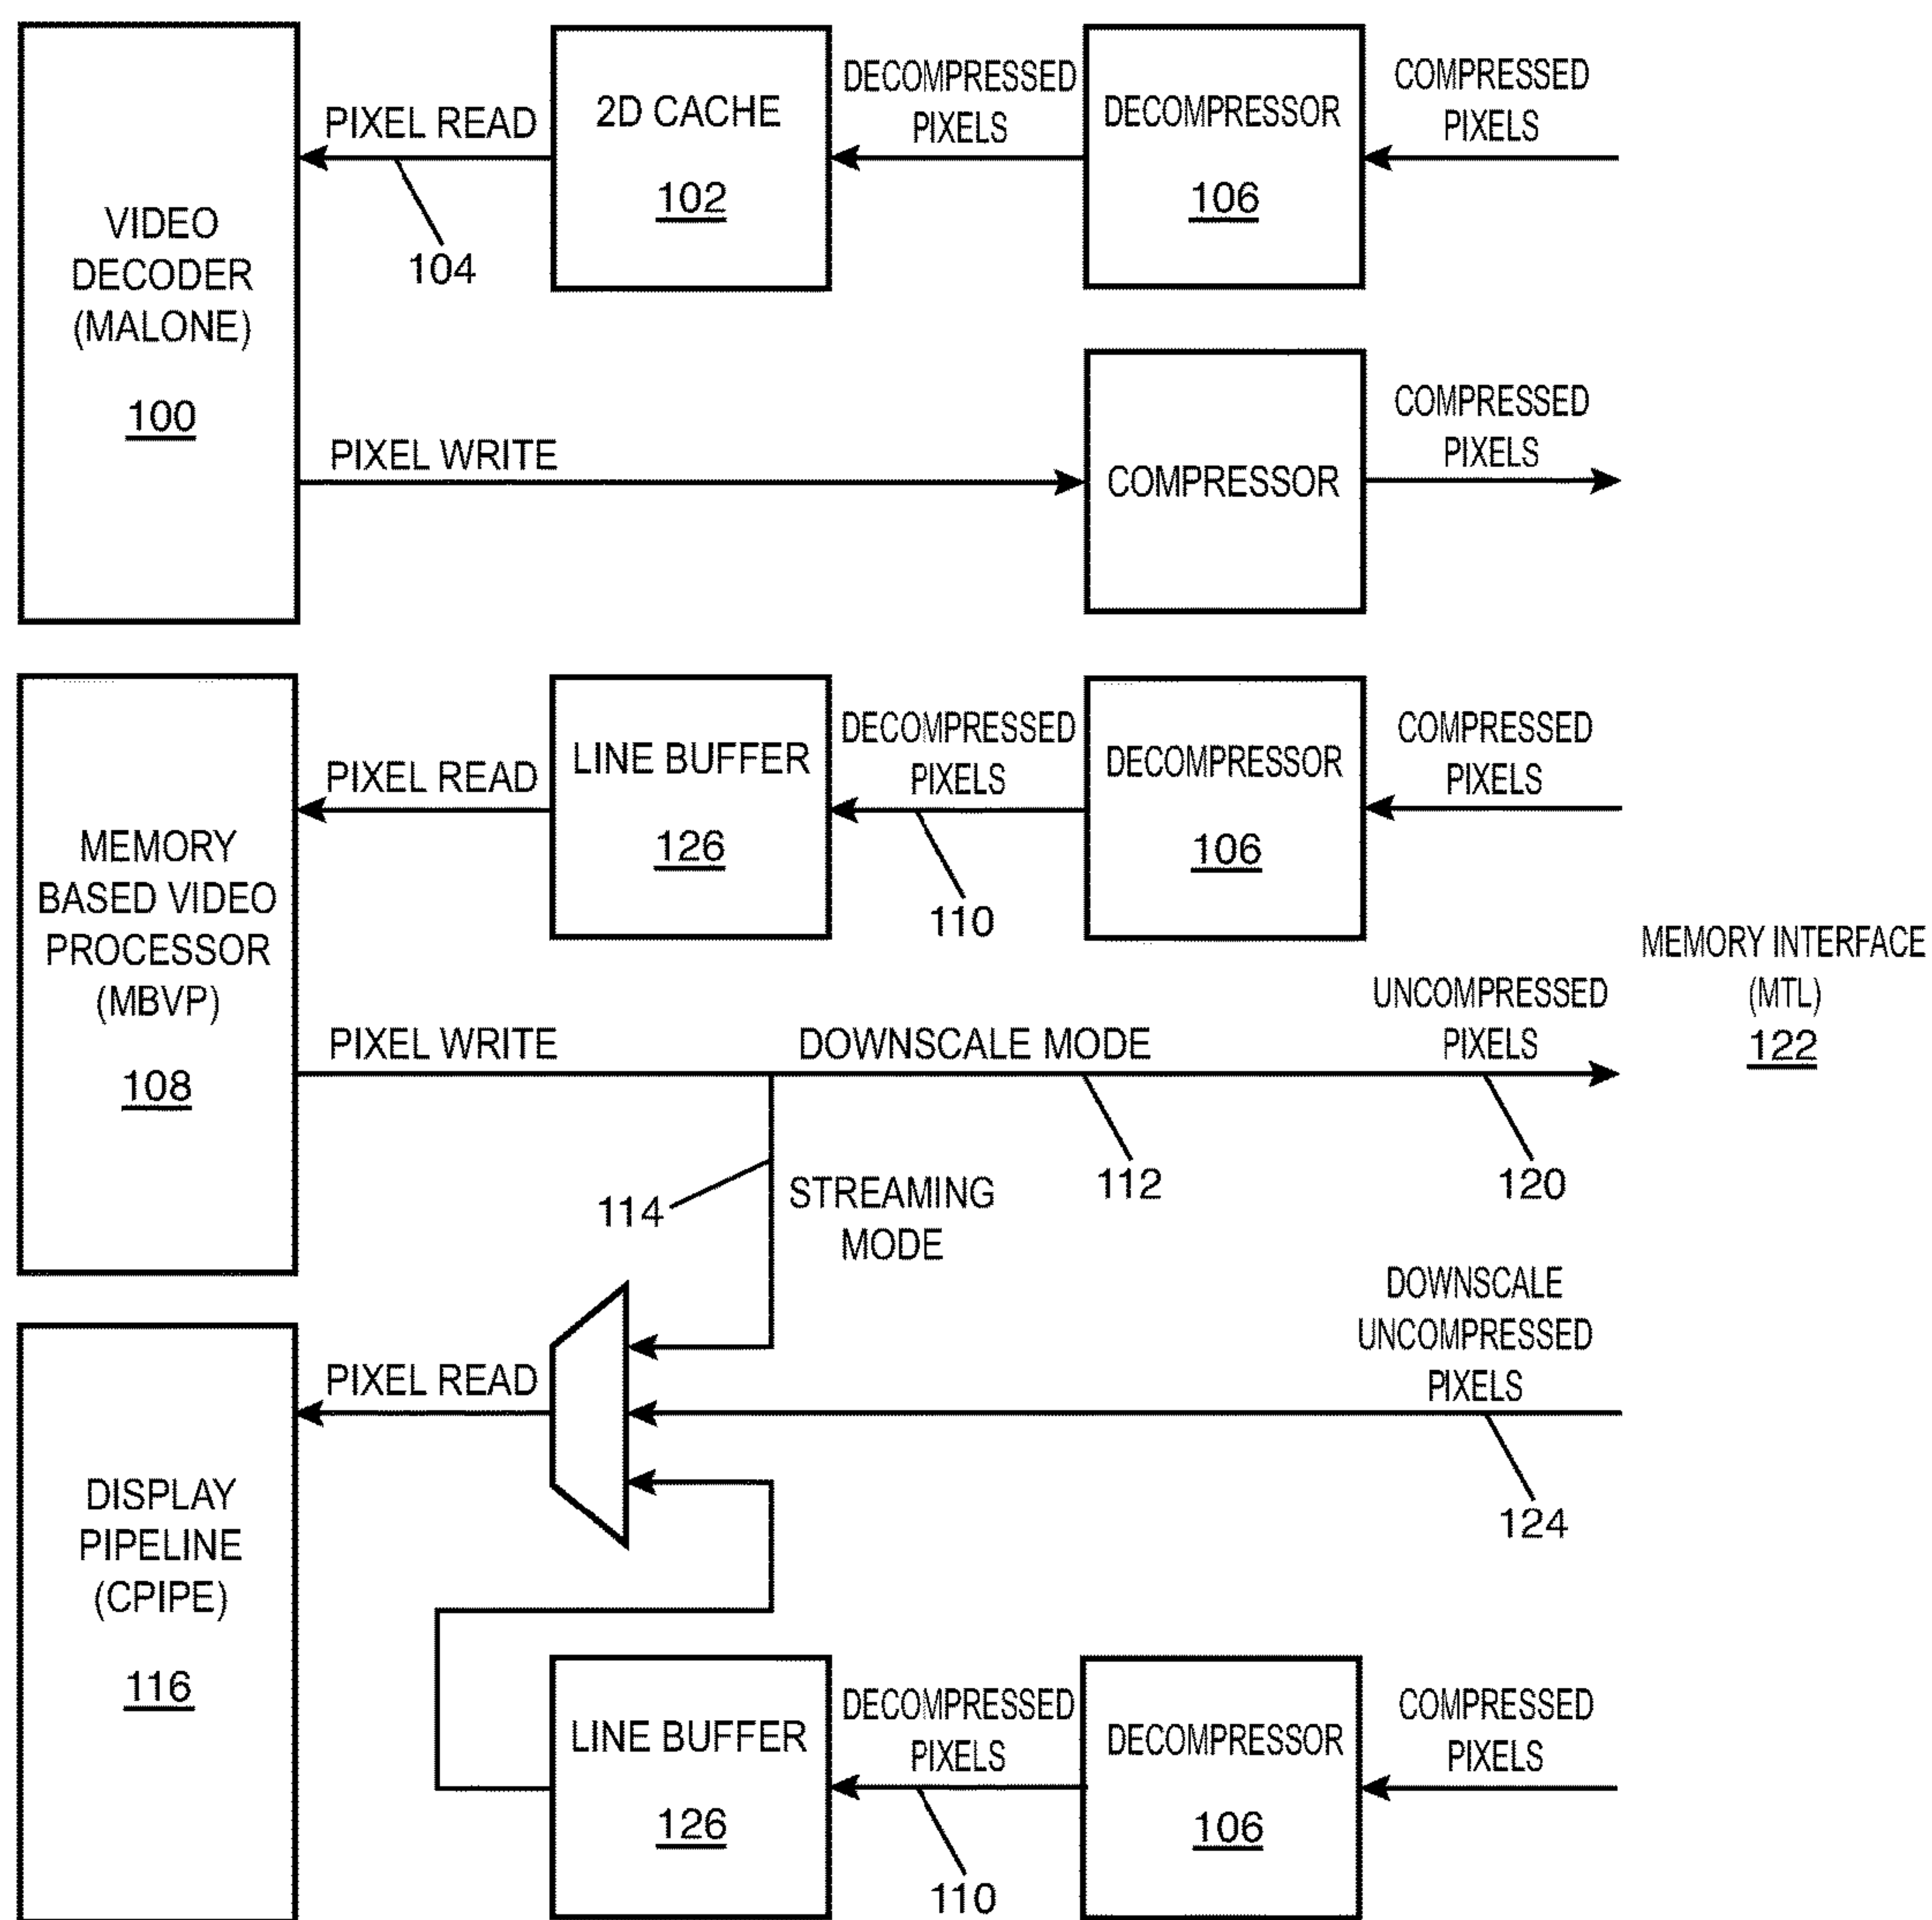 VIDEO
DECODER
(MALONE)
100
PIXEL READ
104
2D CACHE
102
DECOMPRESSED
PIXELS
DECOMPRESSOR
106
COMPRESSED
PIXELS
PIXEL WRITE
COMPRESSOR
COMPRESSED
PIXELS
MEMORY
BASED VIDEO
PROCESSOR
(MBVP)
108
PIXEL READ
LINE BUFFER
126
DECOMPRESSED
PIXELS
110
DECOMPRESSOR
106
COMPRESSED
PIXELS
MEMORY INTERFACE
(MTL)
122
PIXEL WRITE
DOWNSCALE MODE
112
UNCOMPRESSED
PIXELS
120
114
STREAMING
MODE
DISPLAY
PIPELINE
(CPIPE)
116
PIXEL READ
DOWNSCALE
UNCOMPRESSED
PIXELS
124
LINE BUFFER
126
DECOMPRESSED
PIXELS
110
DECOMPRESSOR
106
COMPRESSED
PIXELS